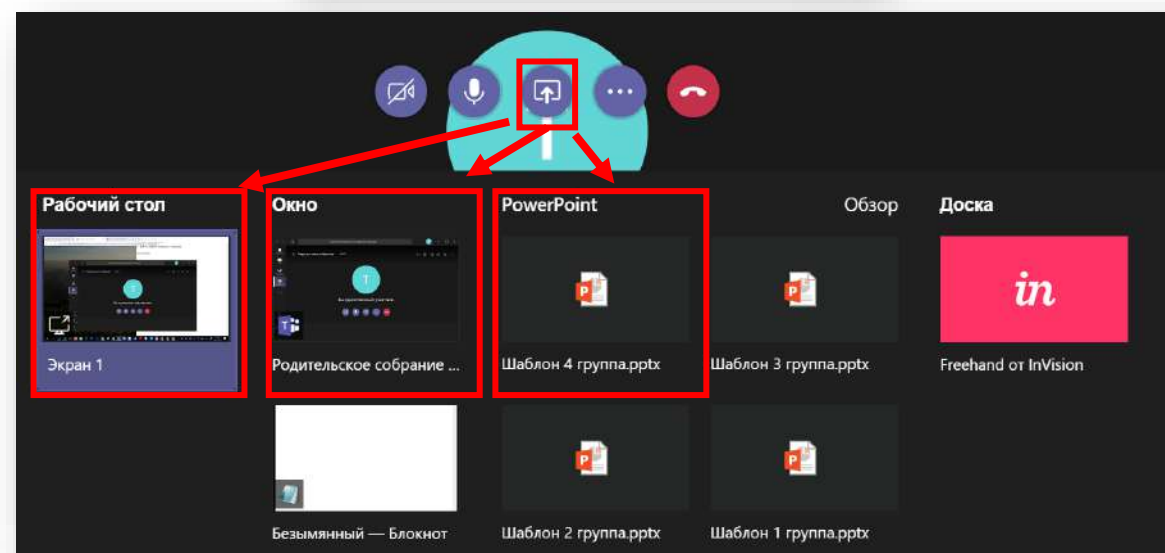 Рабочий стол
Окно
PowerPoint
Обзор
Доска
T
in
Экран 1
Родительское собрание ...
Шаблон 4 группа.pptx
Шаблон 3 группа.pptx
Freehand от InVision
Безымянный — Блокнот
Шаблон 2 группа.pptx
Шаблон 1 группа.pptx